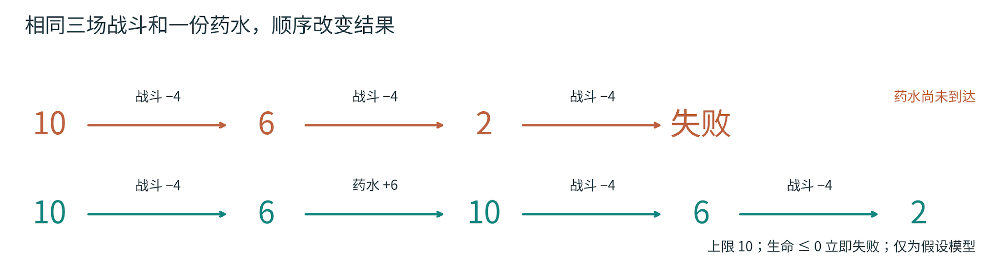 相同三场战斗和一份药水，顺序改变结果
战斗 −4 战斗 −4 战斗 −4 药水尚未到达
10 6 2 失败
战斗 −4 药水 +6 战斗 −4 战斗 −4
10 6 10 6 2
上限 10；生命 ≤ 0 立即失败；仅为假设模型